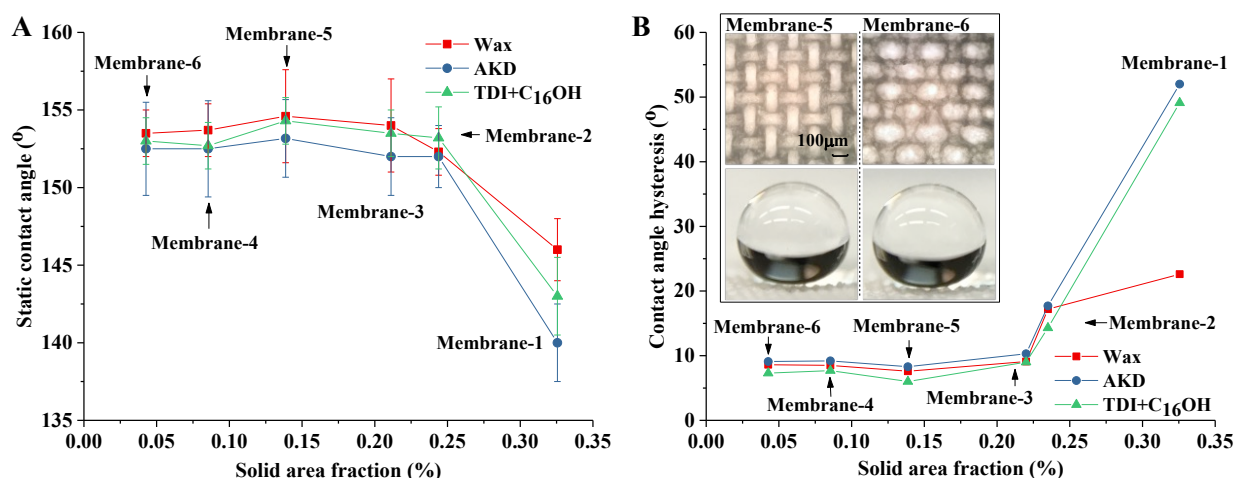 A
160
155
150
145
140
135
Static contact angle (⁰)
0.00 0.05 0.10 0.15 0.20 0.25 0.30 0.35
Solid area fraction (%)
Membrane-5
Membrane-6
Membrane-2
Membrane-3
Membrane-4
Membrane-1
Wax
AKD
TDI+C₁₆OH
B
60
50
40
30
20
10
0
Contact angle hysteresis (⁰)
0.00 0.05 0.10 0.15 0.20 0.25 0.30 0.35
Solid area fraction (%)
Membrane-5 Membrane-6
100μm
Membrane-1
Membrane-6
Membrane-5
Membrane-2
Membrane-4
Membrane-3
Wax
AKD
TDI+C₁₆OH